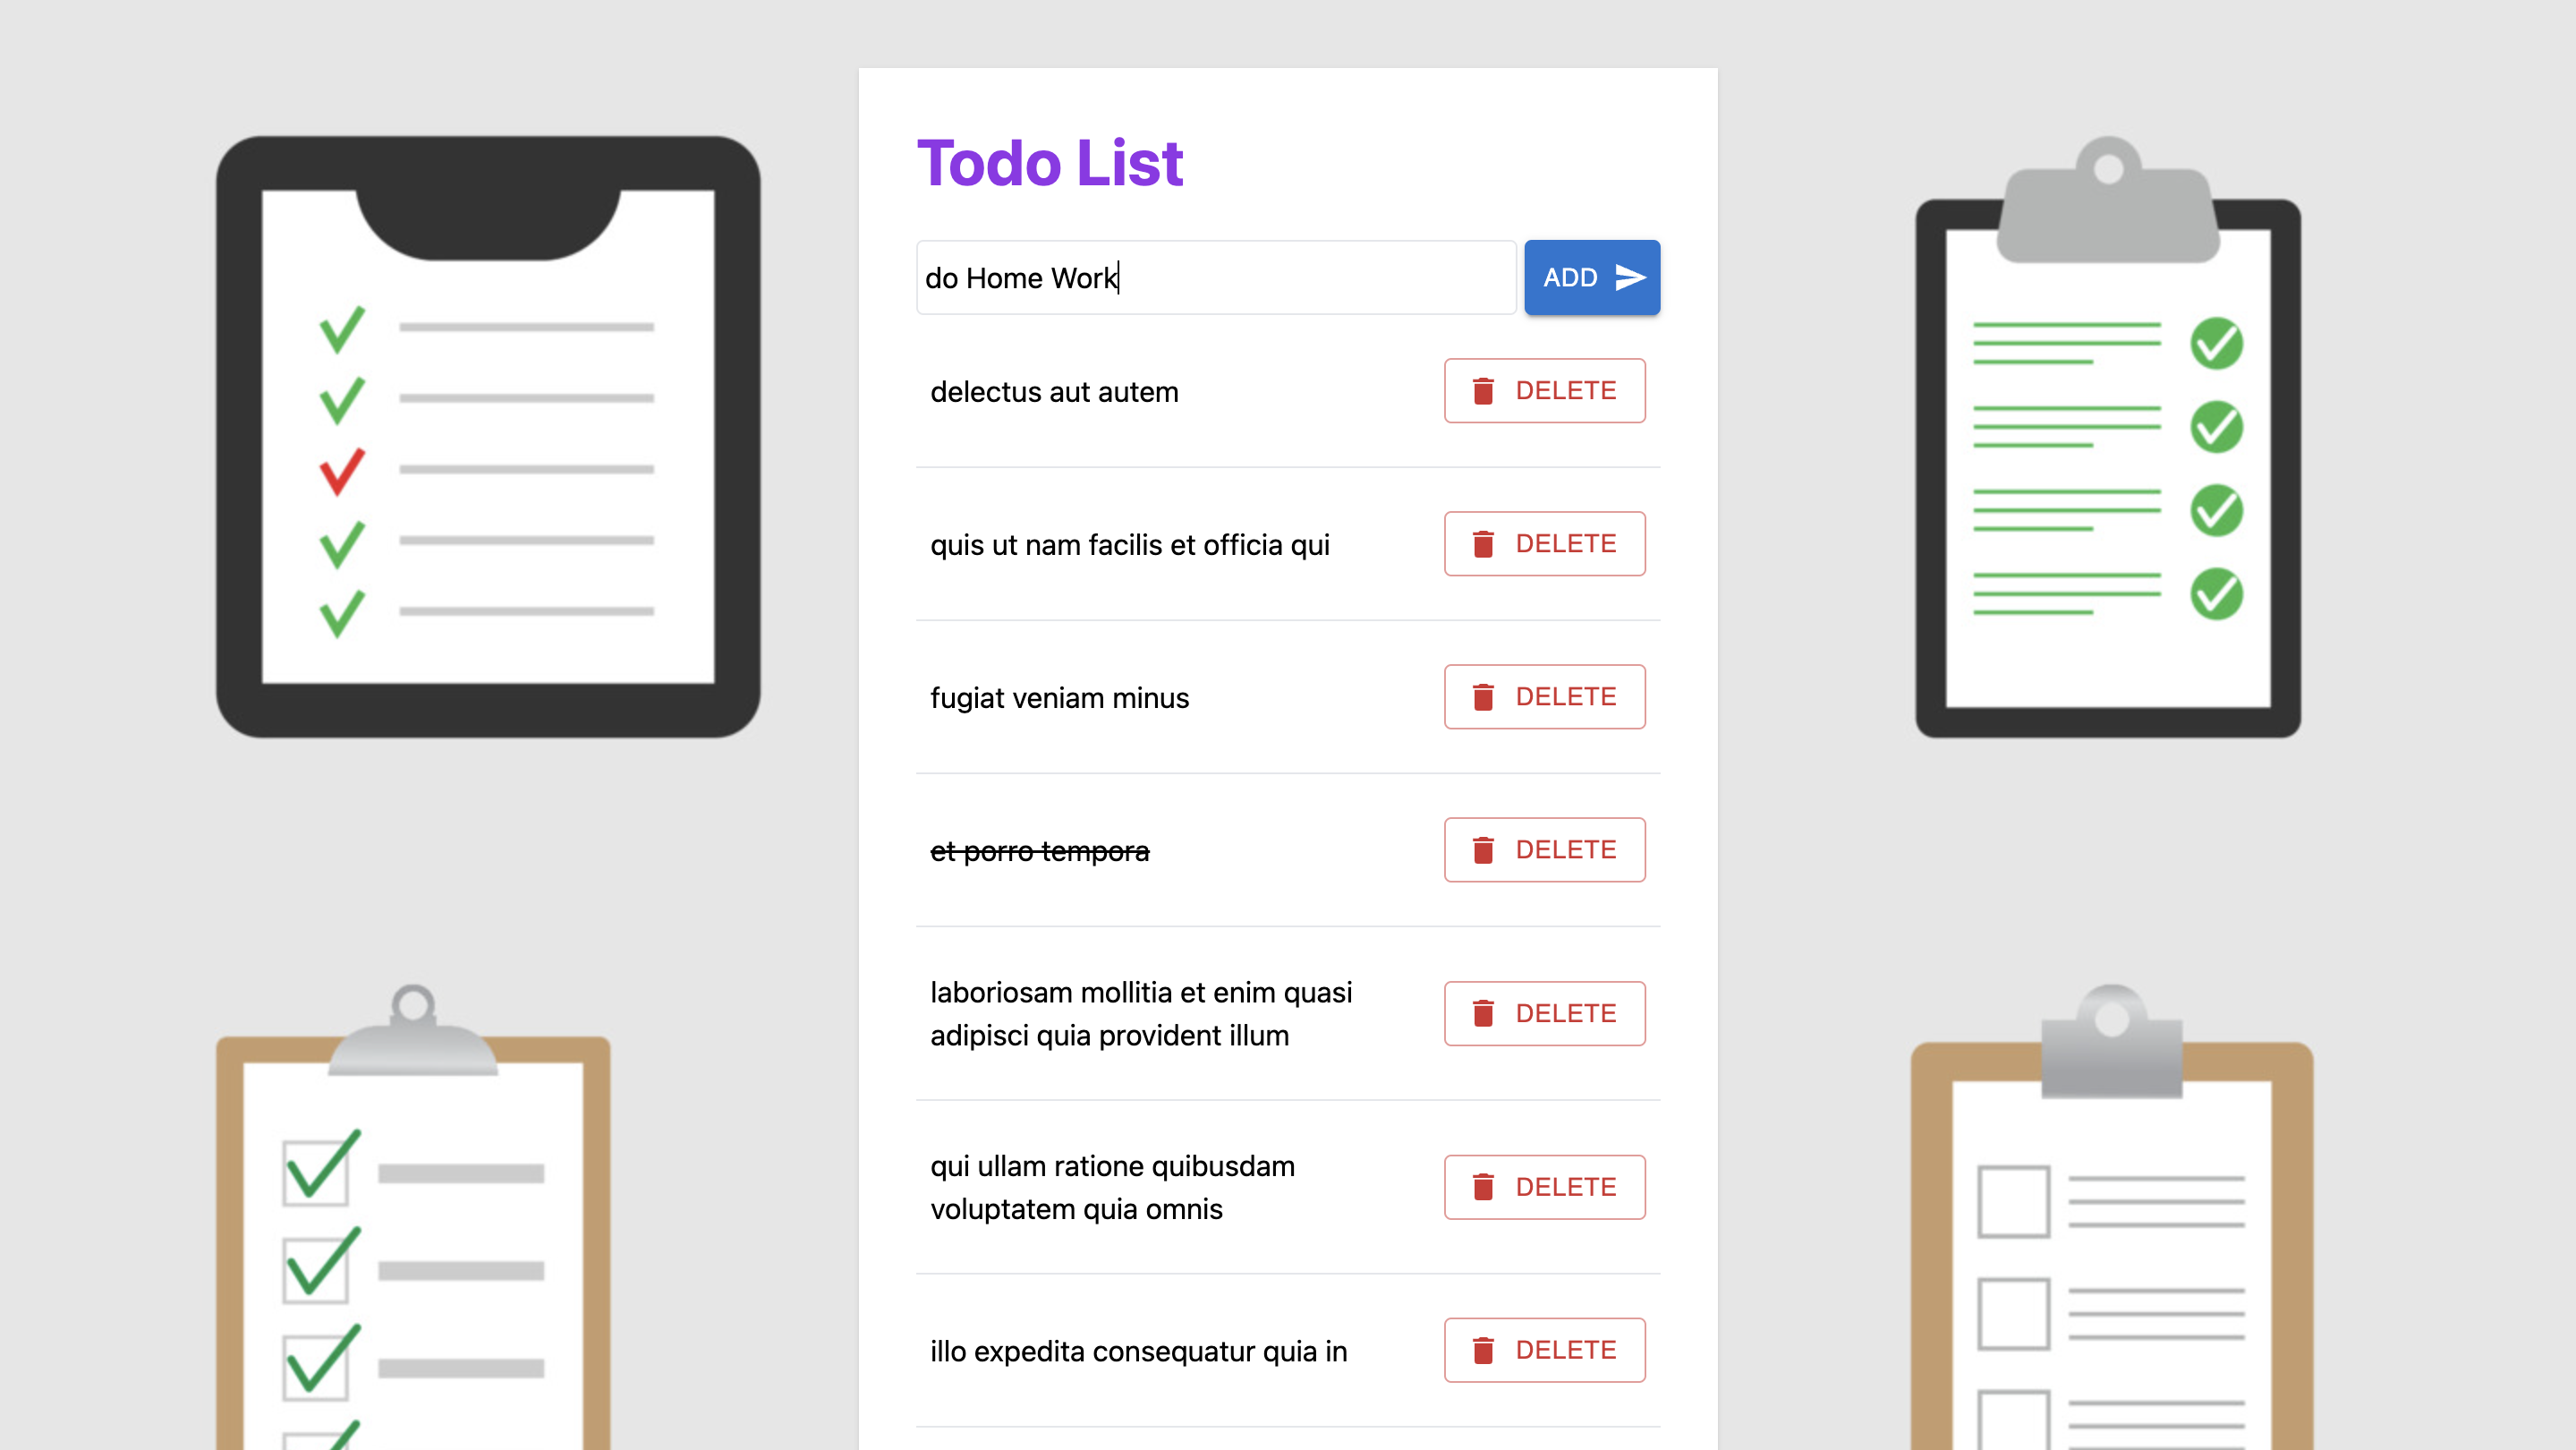 Todo List
do Home Work
ADD
delectus aut autem
DELETE
quis ut nam facilis et officia qui
DELETE
fugiat veniam minus
DELETE
et porro tempora
DELETE
laboriosam mollitia et enim quasi
adipisci quia provident illum
DELETE
qui ullam ratione quibusdam
voluptatem quia omnis
DELETE
illo expedita consequatur quia in
DELETE